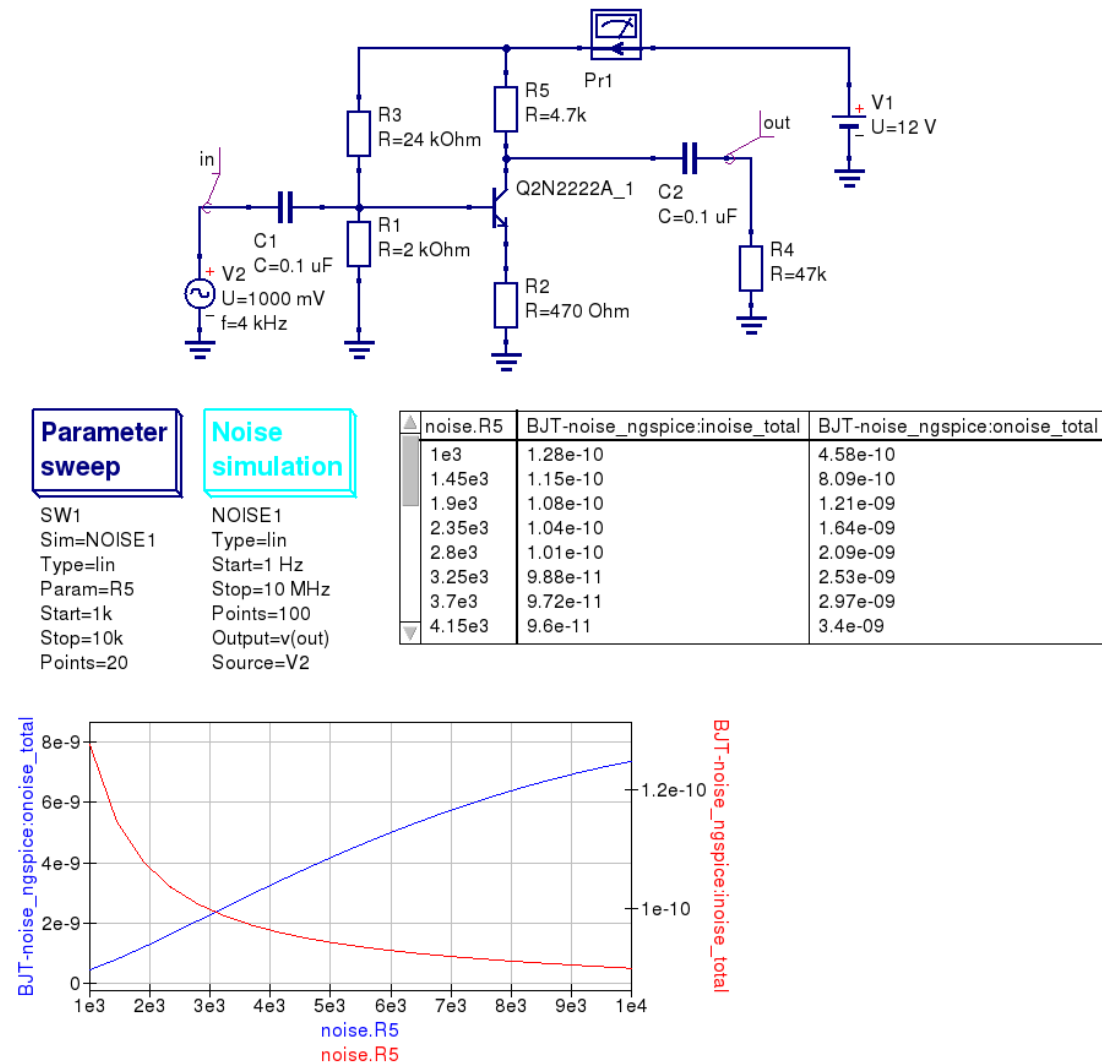 Pr1
R5
R=4.7k
V1
U=12 V
R3
R=24 kOhm
out
in
Q2N2222A_1
C2
C=0.1 uF
C1
C=0.1 uF
R1
R=2 kOhm
V2
U=1000 mV
f=4 kHz
R2
R=470 Ohm
R4
R=47k
Parameter
sweep
SW1
Sim=NOISE1
Type=lin
Param=R5
Start=1k
Stop=10k
Points=20
Noise
simulation
NOISE1
Type=lin
Start=1 Hz
Stop=10 MHz
Points=100
Output=v(out)
Source=V2
noise.R5 BJT-noise_ngspice:inoise_total BJT-noise_ngspice:onoise_total
1e3 1.28e-10 4.58e-10
1.45e3 1.15e-10 8.09e-10
1.9e3 1.08e-10 1.21e-09
2.35e3 1.04e-10 1.64e-09
2.8e3 1.01e-10 2.09e-09
3.25e3 9.88e-11 2.53e-09
3.7e3 9.72e-11 2.97e-09
4.15e3 9.6e-11 3.4e-09
BJT-noise_ngspice:onoise_total
8e-9
6e-9
4e-9
2e-9
0
1e3 2e3 3e3 4e3 5e3 6e3 7e3 8e3 9e3 1e4
noise.R5
noise.R5
1.2e-10
1e-10
BJT-noise_ngspice:inoise_total